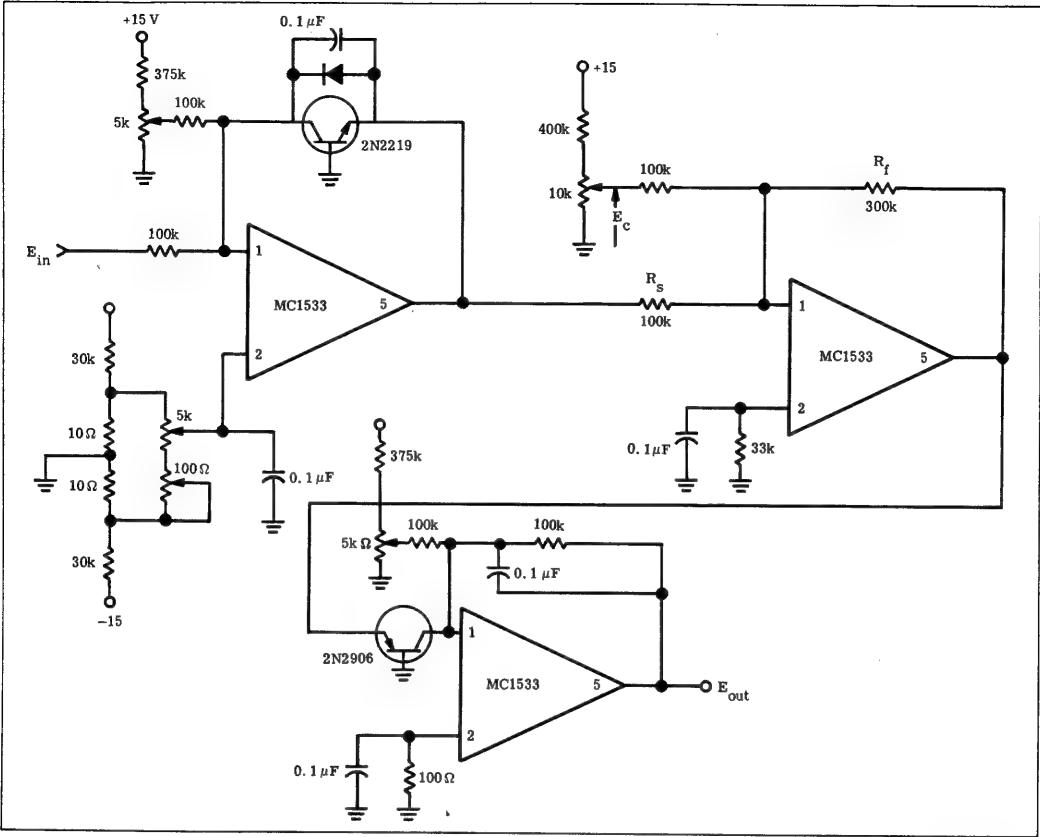 +15 V
375k
5k
100k
0.1 μF
2N2219
E_in
100k
1
2
MC1533
5
30k
10Ω
10Ω
30k
−15
5k
100Ω
0.1 μF
+15
400k
10k
E_c
100k
R_f
300k
R_s
100k
1
2
MC1533
5
0.1 μF
33k
375k
5k Ω
100k
100k
0.1 μF
2N2906
1
2
MC1533
5
E_out
0.1 μF
100Ω